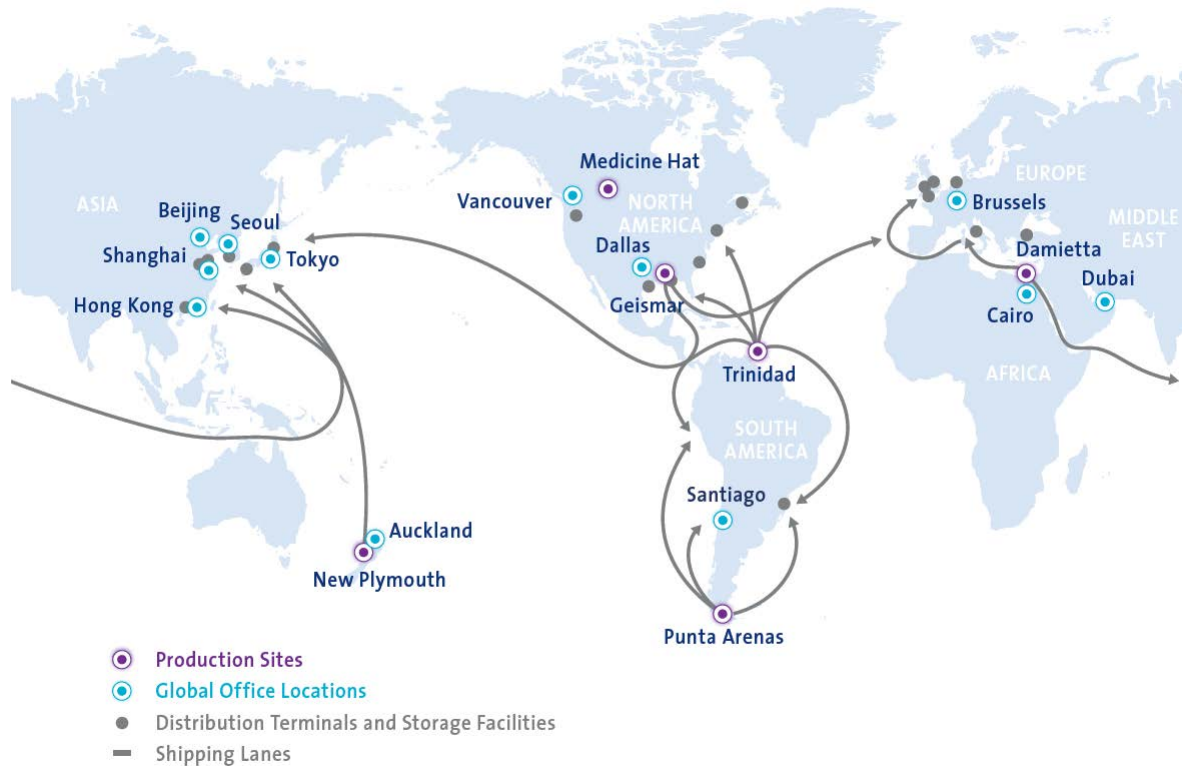 Medicine Hat
NORTH
AMERICA
Vancouver
EUROPE
ASIA
Brussels
Beijing
Seoul
MIDDLE
EAST
Shanghai
Tokyo
Dallas
Damietta
Dubai
Hong Kong
Geismar
Cairo
Trinidad
AFRICA
SOUTH
AMERICA
Santiago
Auckland
New Plymouth
Punta Arenas
Production Sites
Global Office Locations
Distribution Terminals and Storage Facilities
Shipping Lanes